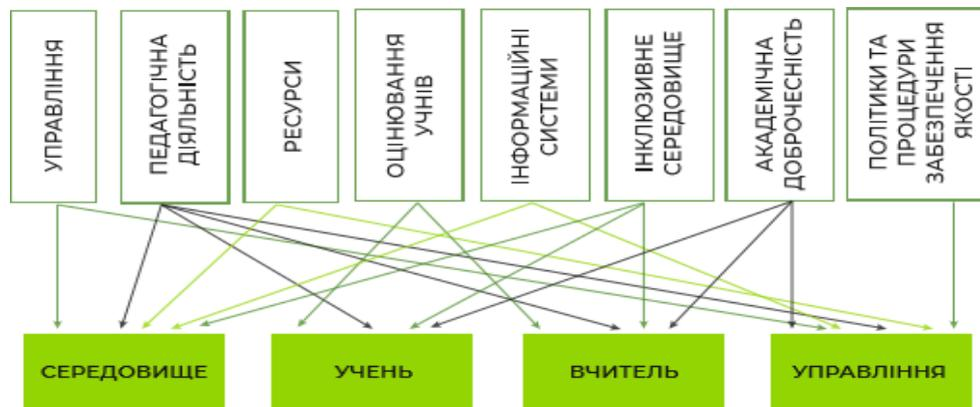 УПРАВЛІННЯ
ПЕДАГОГІЧНА
ДІЯЛЬНІСТЬ
РЕСУРСИ
ОЦІНЮВАННЯ
УЧНІВ
ІНФОРМАЦІЙНІ
СИСТЕМИ
ІНКЛЮЗИВНЕ
СЕРЕДОВИЩЕ
АКАДЕМІЧНА
ДОБРОЧЕСНІСТЬ
ПОЛІТИКИ ТА
ПРОЦЕДУРИ
ЗАБЕЗПЕЧЕННЯ
ЯКОСТІ
СЕРЕДОВИЩЕ
УЧЕНЬ
ВЧИТЕЛЬ
УПРАВЛІННЯ